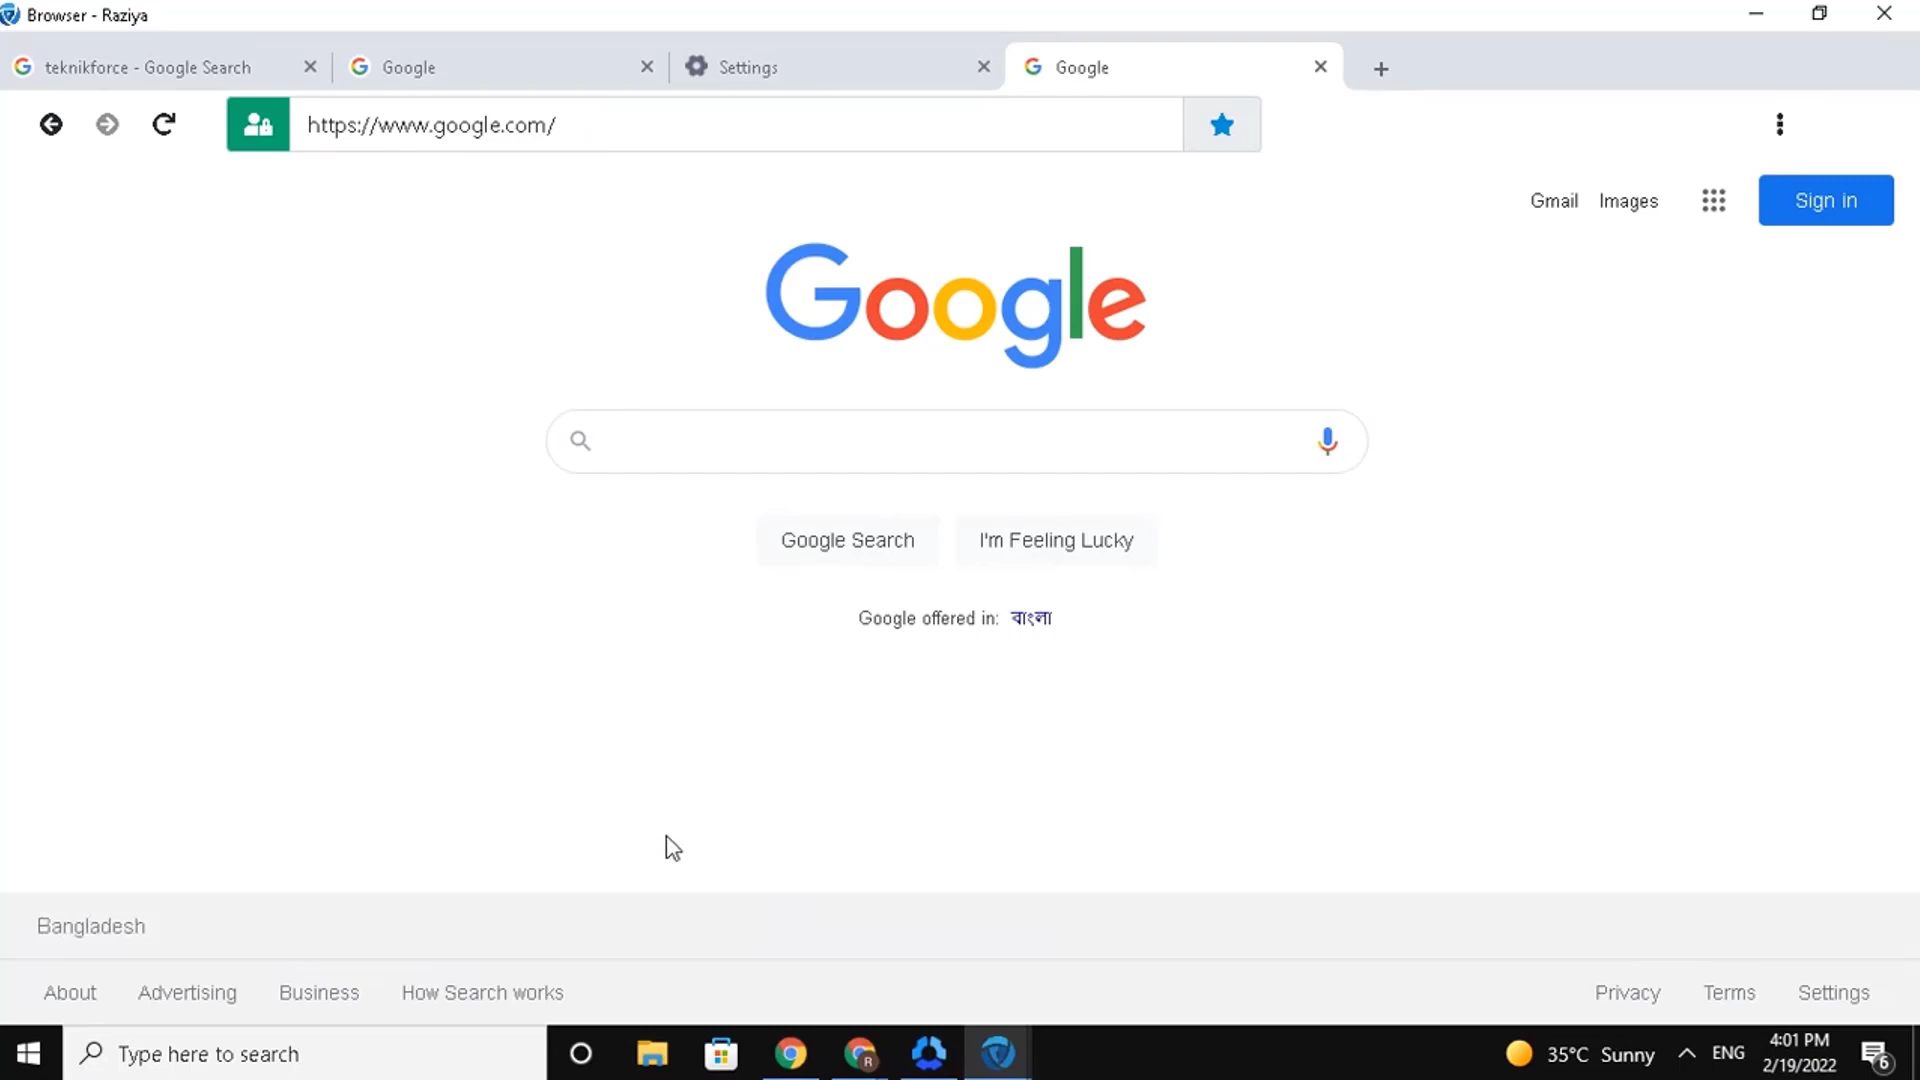 Browser - Raziya
teknikforce - Google Search
Google
Settings
Google
https://www.google.com/
Gmail Images Sign in
Google
Google Search I'm Feeling Lucky
Google offered in: বাংলা
Bangladesh
About Advertising Business How Search works Privacy Terms Settings
Type here to search
R
35°C Sunny ENG
4:01 PM
2/19/2022
6